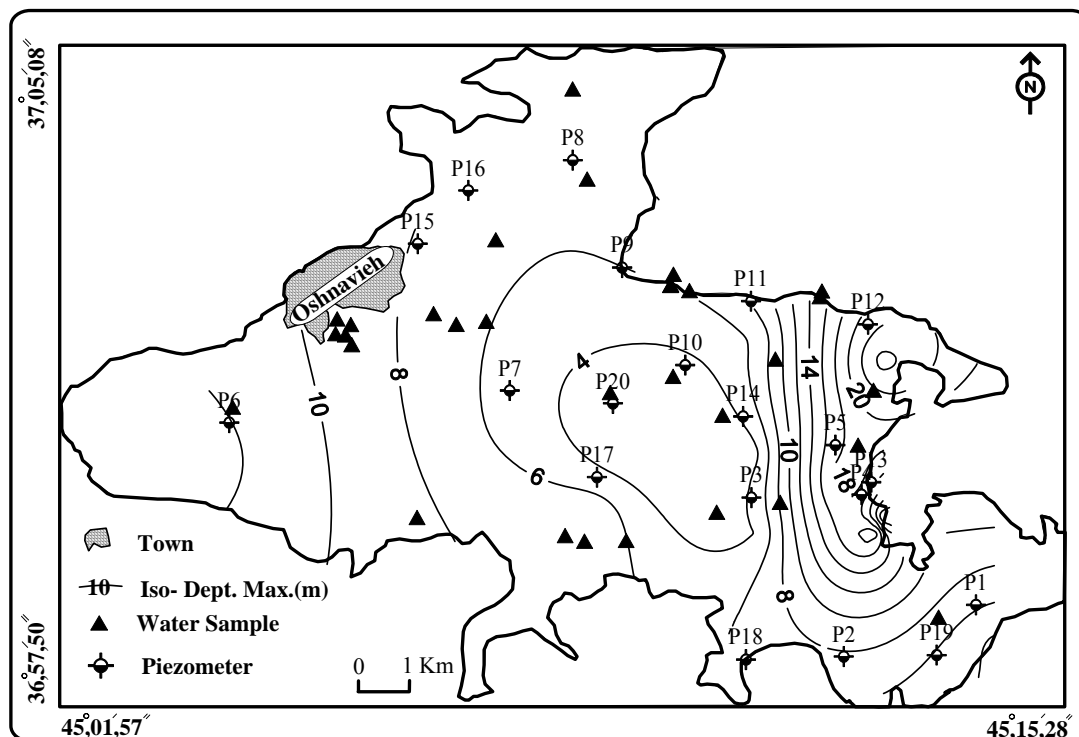 37°,05′,08″
N
P8
P16
P15
P9
Oshnavieh
P11
P12
P10
4
14
8
P7
P20
20
10
P6
P14
P5
10
P17
6
18
P13
P3
Town
10 Iso- Dept. Max.(m)
8
P1
Water Sample
P18
P2
P19
Piezometer
0 1 Km
36°,57′,50″
45°,01′,57″
45°,15′,28″